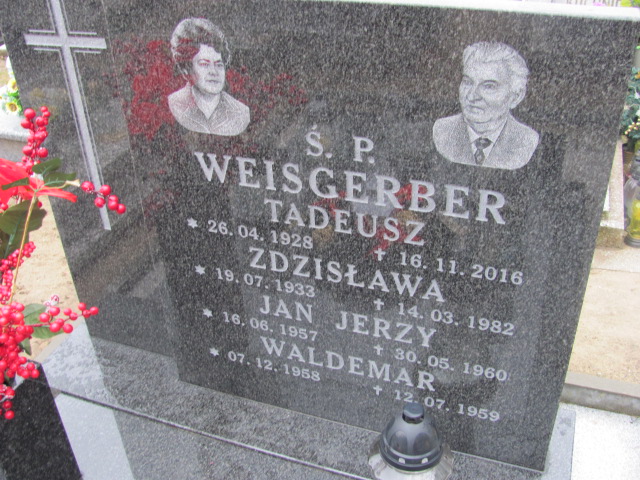 Ś. P.
WEISGERBER
TADEUSZ
* 26. 04. 1928 † 16. 11. 2016
ZDZISŁAWA
* 19. 07. 1933 † 14. 03. 1982
JAN JERZY
* 16. 06. 1957 † 30. 05. 1960
WALDEMAR
* 07. 12. 1958 † 12. 07. 1959